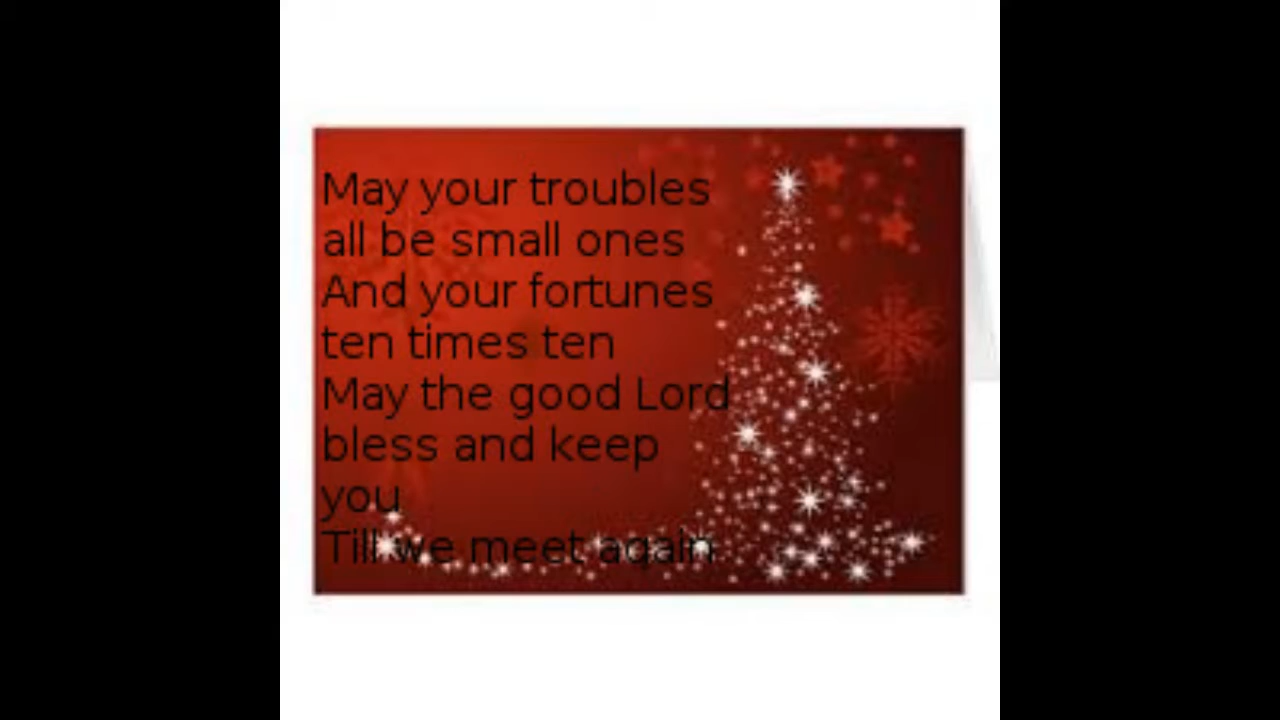 May your troubles
all be small ones
And your fortunes
ten times ten
May the good Lord
bless and keep
you
Till we meet again